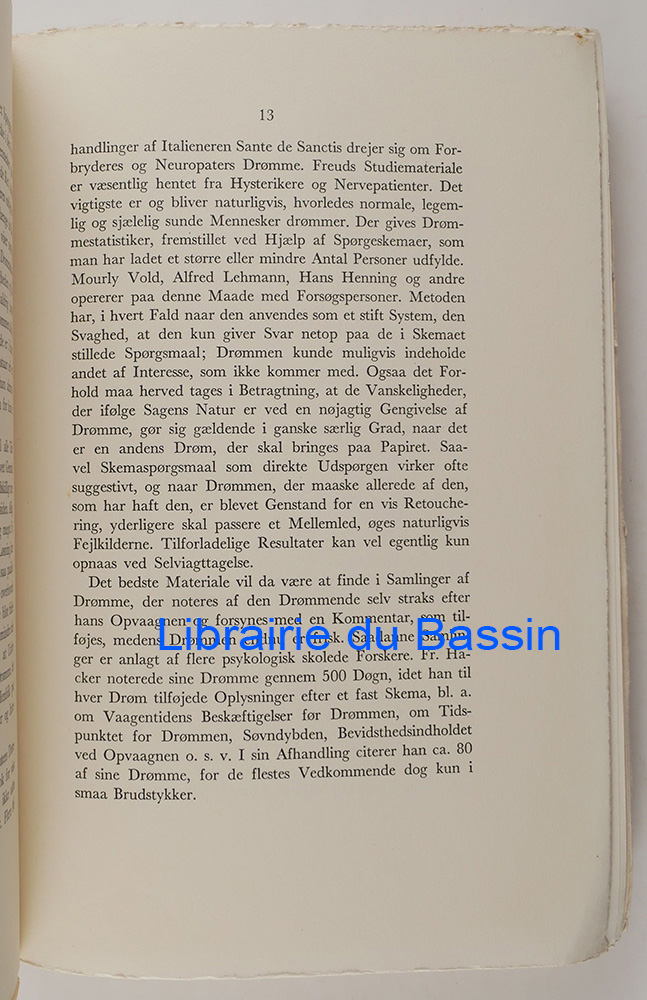 13
handlinger af Italieneren Sante de Sanctis drejer sig om For-
bryderes og Neuropaters Drømme. Freuds Studiemateriale
er væsentlig hentet fra Hysterikere og Nervepatienter. Det
vigtigste er og bliver naturligvis, hvorledes normale, legem-
lig og sjælelig sunde Mennesker drømmer. Der gives Drøm-
mestatistiker, fremstillet ved Hjælp af Spørgeskemaer, som
man har ladet et større eller mindre Antal Personer udfylde.
Mourly Vold, Alfred Lehmann, Hans Henning og andre
opererer paa denne Maade med Forsøgspersoner. Metoden
har, i hvert Fald naar den anvendes som et stift System, den
Svaghed, at den kun giver Svar netop paa de i Skemaet
stillede Spørgsmaal; Drømmen kunde muligvis indeholde
andet af Interesse, som ikke kommer med. Ogsaa det For-
hold maa herved tages i Betragtning, at de Vanskeligheder,
der ifølge Sagens Natur er ved en nøjagtig Gengivelse af
Drømme, gør sig gældende i ganske særlig Grad, naar det
er en andens Drøm, der skal bringes paa Papiret. Saa-
vel Skemaspørgsmaal som direkte Udspørgen virker ofte
suggestivt, og naar Drømmen, der maaske allerede af den,
som har haft den, er blevet Genstand for en vis Retouche-
ring, yderligere skal passere et Mellemled, øges naturligvis
Fejlkilderne. Tilforladelige Resultater kan vel egentlig kun
opnaas ved Selviagttagelse.
Det bedste Materiale vil da være at finde i Samlinger af
Drømme, der noteres af den Drømmende selv straks efter
hans Opvaagnen og forsynes med en Kommentar, som til-
føjes, medens Drømmen endnu er frisk. Saadanne Samlin-
ger er anlagt af flere psykologisk skolede Forskere. Fr. Ha-
cker noterede sine Drømme gennem 500 Døgn, idet han til
hver Drøm tilføjede Oplysninger efter et fast Skema, bl. a.
om Vaagentidens Beskæftigelser før Drømmen, om Tids-
punktet for Drømmen, Søvndybden, Bevidsthedsindholdet
ved Opvaagnen o. s. v. I sin Afhandling citerer han ca. 80
af sine Drømme, for de flestes Vedkommende dog kun i
smaa Brudstykker.
Librairie du Bassin